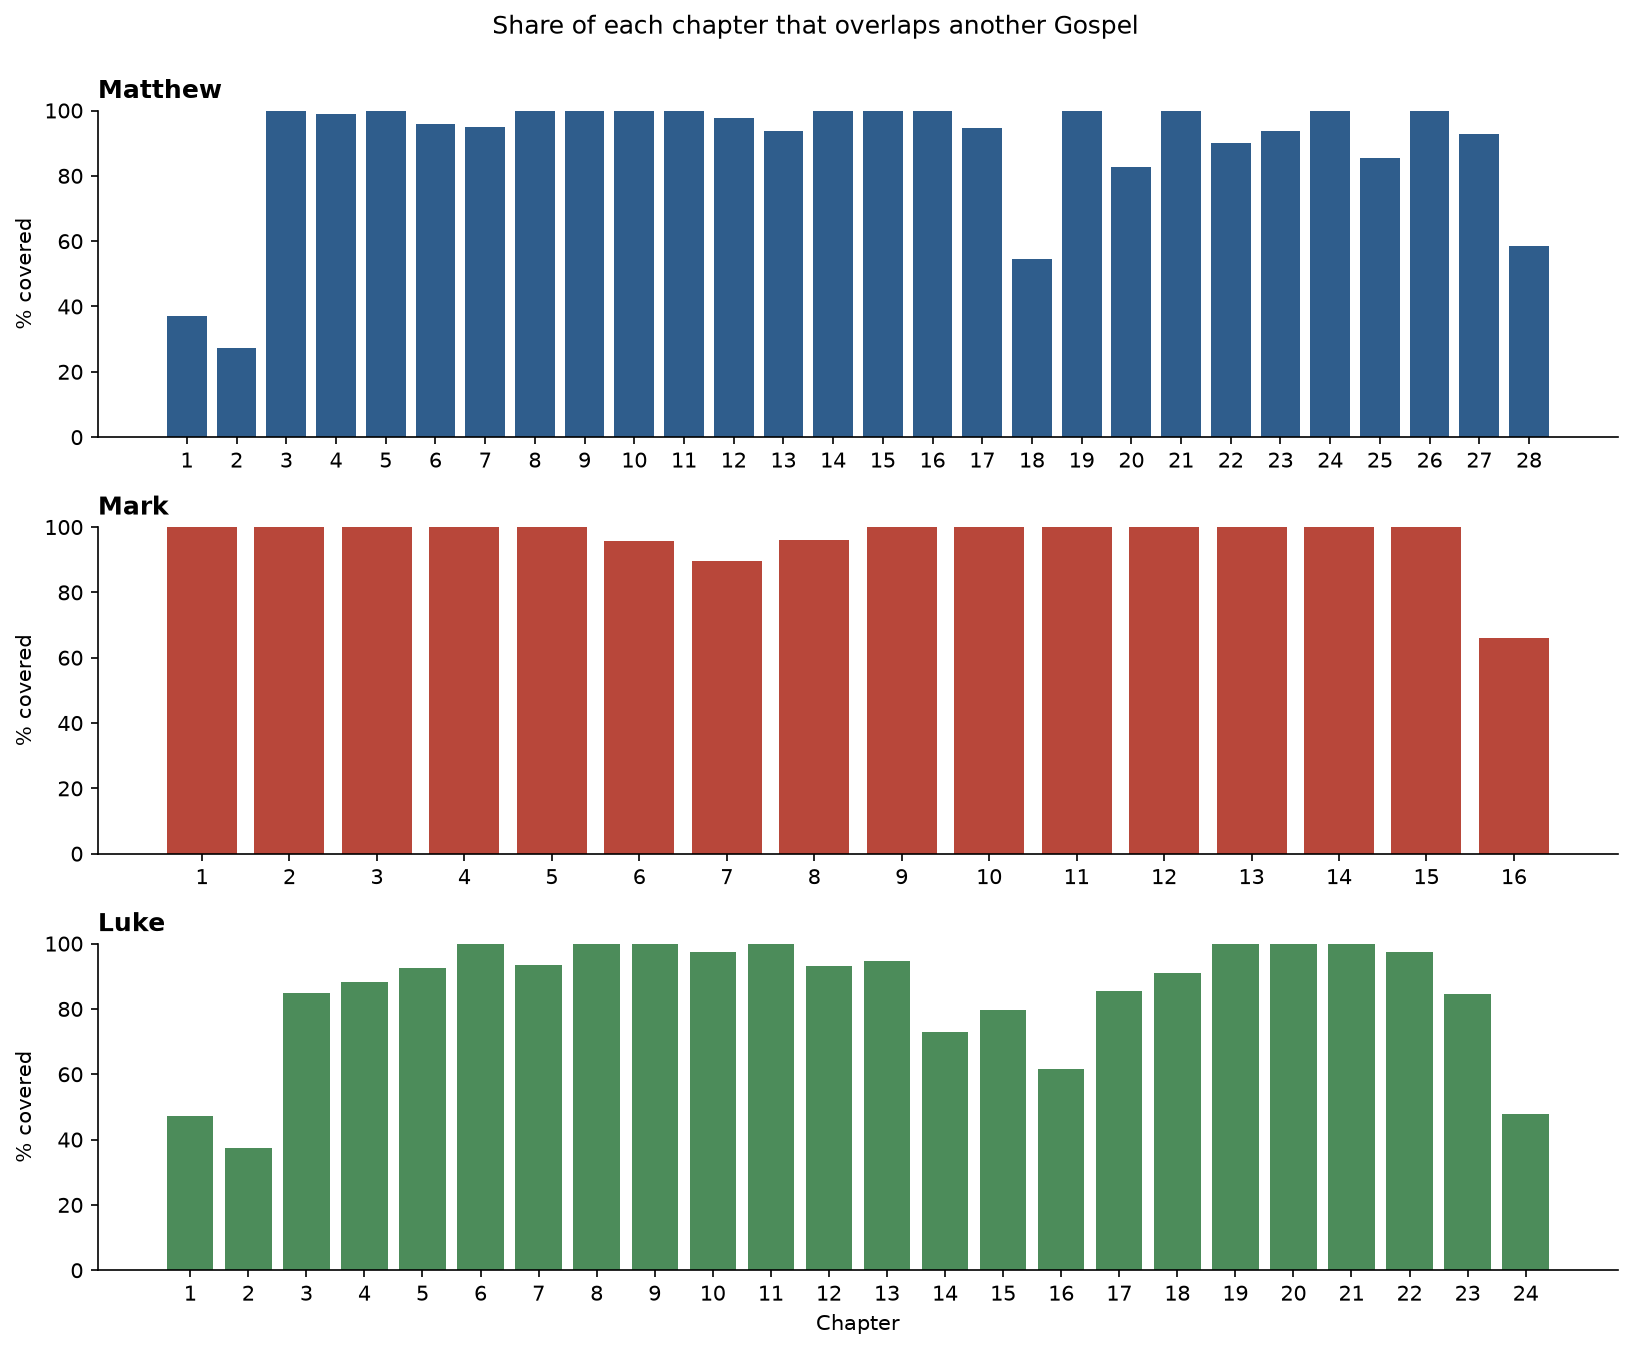 Share of each chapter that overlaps another Gospel
Matthew
100
80
60
40
20
0
% covered
1 2 3 4 5 6 7 8 9 10 11 12 13 14 15 16 17 18 19 20 21 22 23 24 25 26 27 28
Mark
100
80
60
40
20
0
% covered
1 2 3 4 5 6 7 8 9 10 11 12 13 14 15 16
Luke
100
80
60
40
20
0
% covered
1 2 3 4 5 6 7 8 9 10 11 12 13 14 15 16 17 18 19 20 21 22 23 24
Chapter